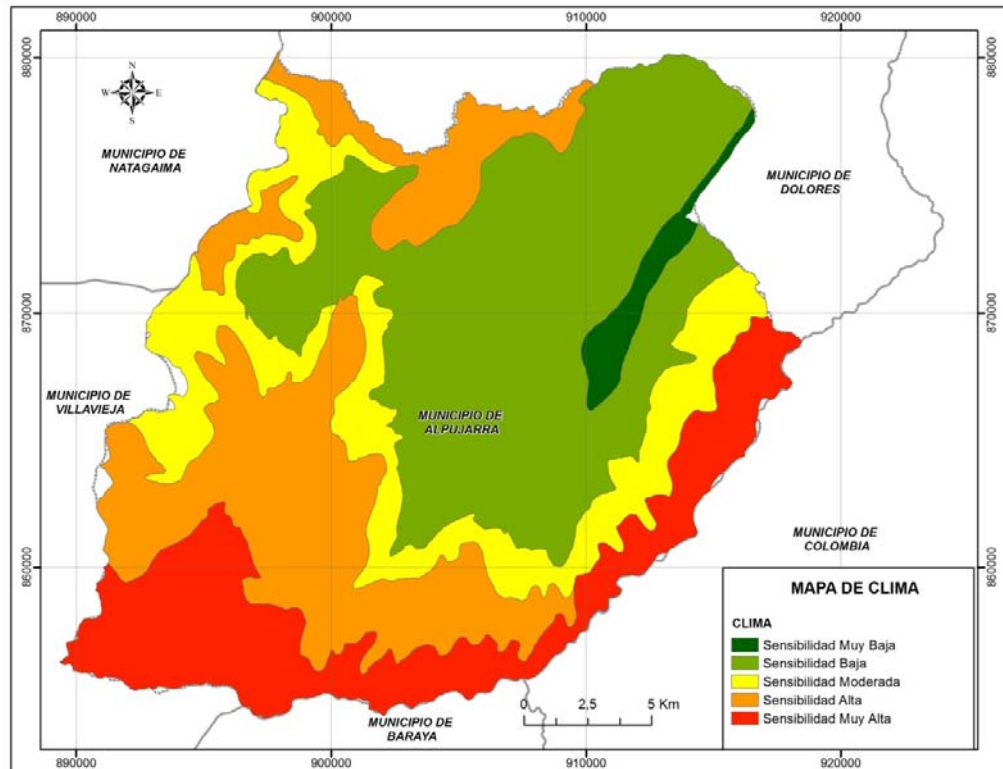 890000
900000
910000
920000
880000
880000
N
W E
S
MUNICIPIO DE
NATAGAIMA
MUNICIPIO DE
DOLORES
870000
870000
MUNICIPIO DE
VILLAVIEJA
MUNICIPIO DE
ALPUJARRA
MUNICIPIO DE
COLOMBIA
860000
860000
MAPA DE CLIMA
CLIMA
Sensibilidad Muy Baja
Sensibilidad Baja
Sensibilidad Moderada
Sensibilidad Alta
Sensibilidad Muy Alta
0 2,5 5 Km
MUNICIPIO DE
BARAYA
890000
900000
910000
920000